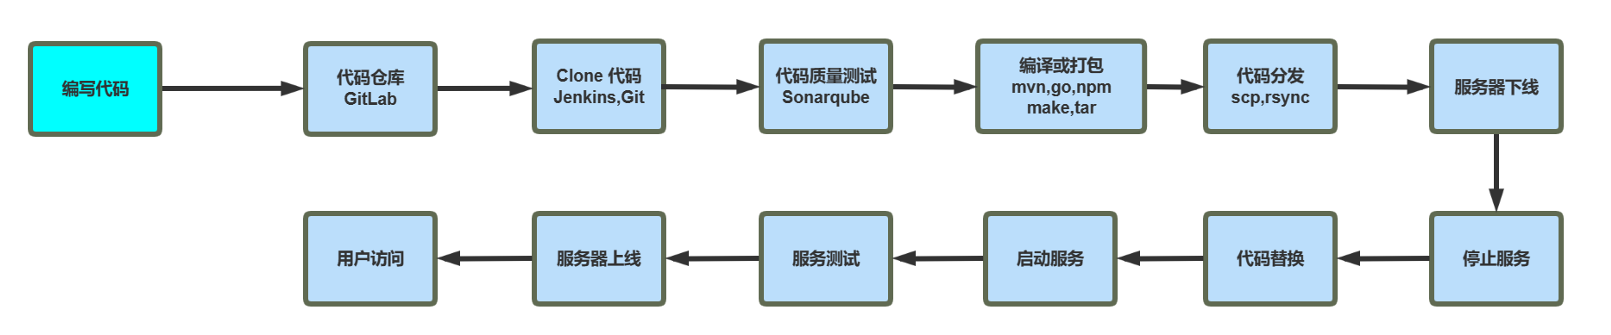 编写代码
代码仓库
GitLab
Clone 代码
Jenkins,Git
代码质量测试
Sonarqube
编译或打包
mvn,go,npm
make,tar
代码分发
scp,rsync
服务器下线
停止服务
代码替换
启动服务
服务测试
服务器上线
用户访问